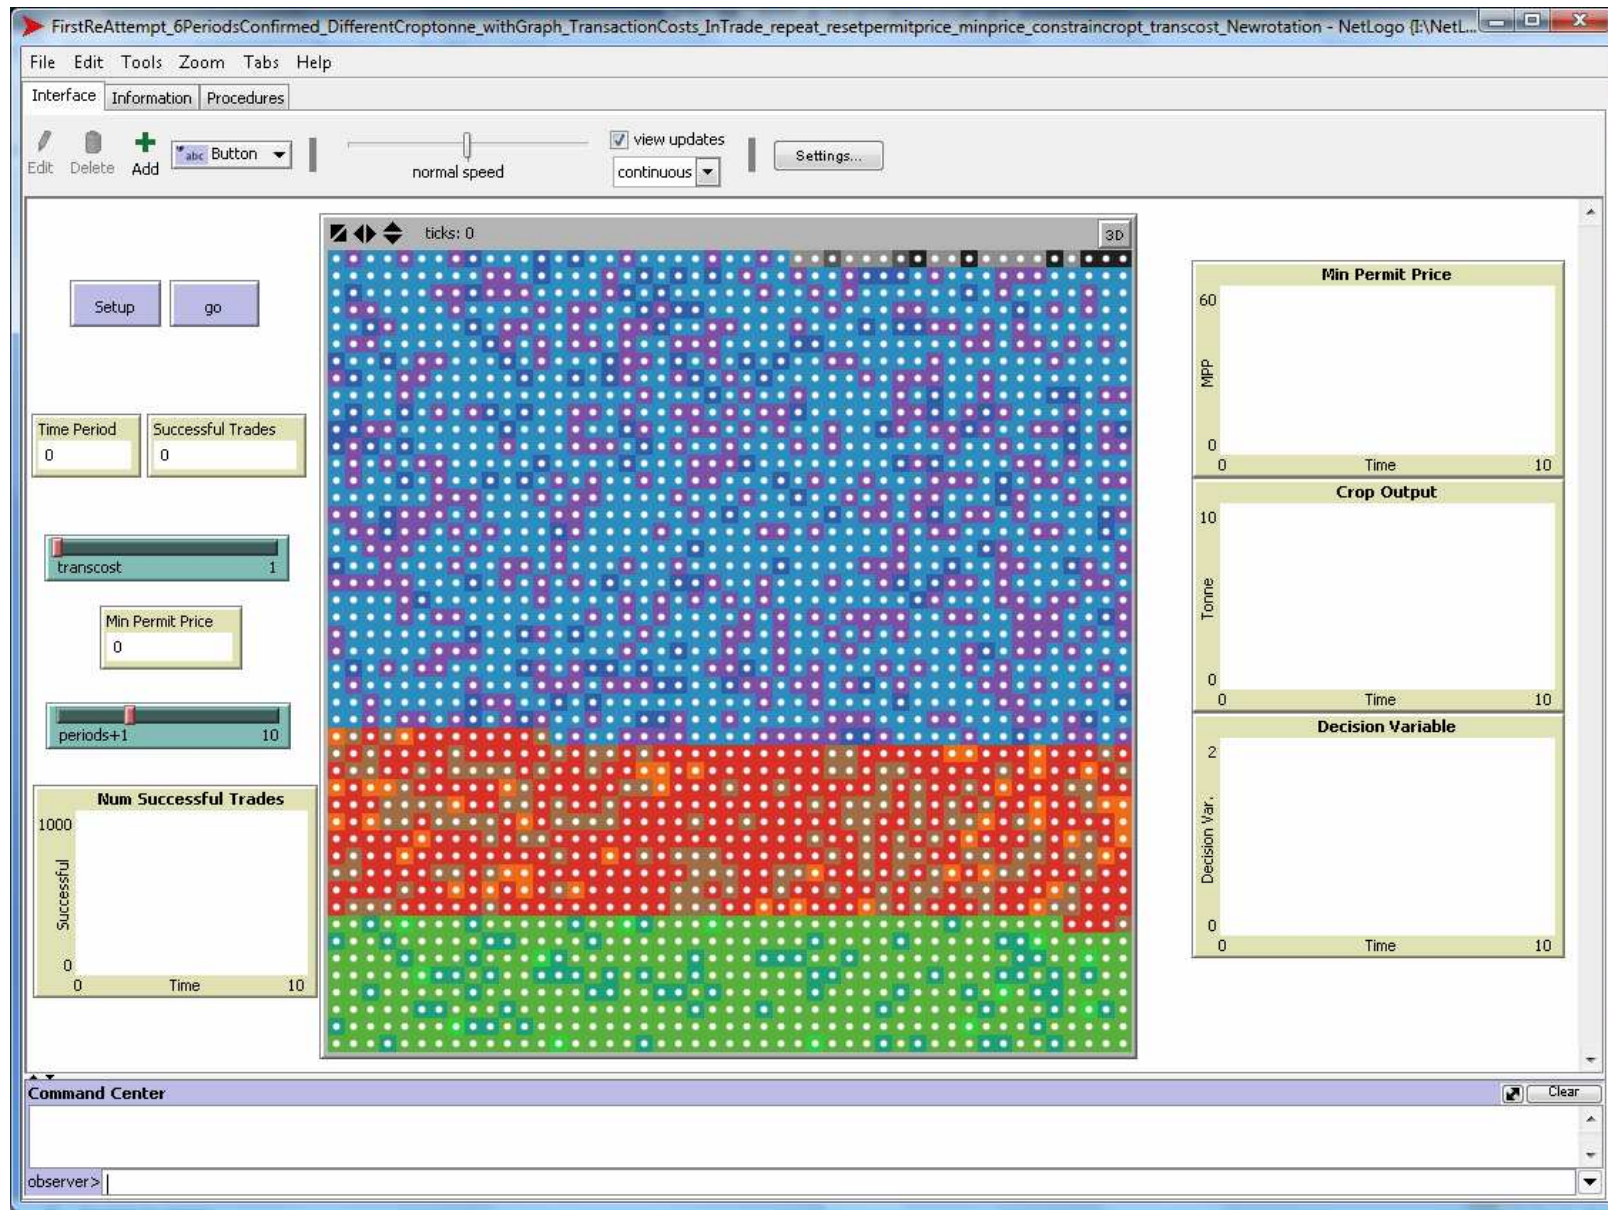 FirstReAttempt_6PeriodsConfirmed_DifferentCroptonne_withGraph_TransactionCosts_InTrade_repeat_resetpermitprice_minprice_constraincropt_transcost_Newrotation - NetLogo {I:\NetL...
File Edit Tools Zoom Tabs Help
Interface Information Procedures
Edit Delete Add abc Button normal speed view updates continuous Settings...
ticks: 0 3D
Setup go
Time Period
0
Successful Trades
0
transcost 1
Min Permit Price
0
periods+1 10
Num Successful Trades
1000
Successful
0
0 Time 10
Min Permit Price
60
MPP
0
0 Time 10
Crop Output
10
Tonne
0
0 Time 10
Decision Variable
2
Decision Var.
0
0 Time 10
Command Center Clear
observer>